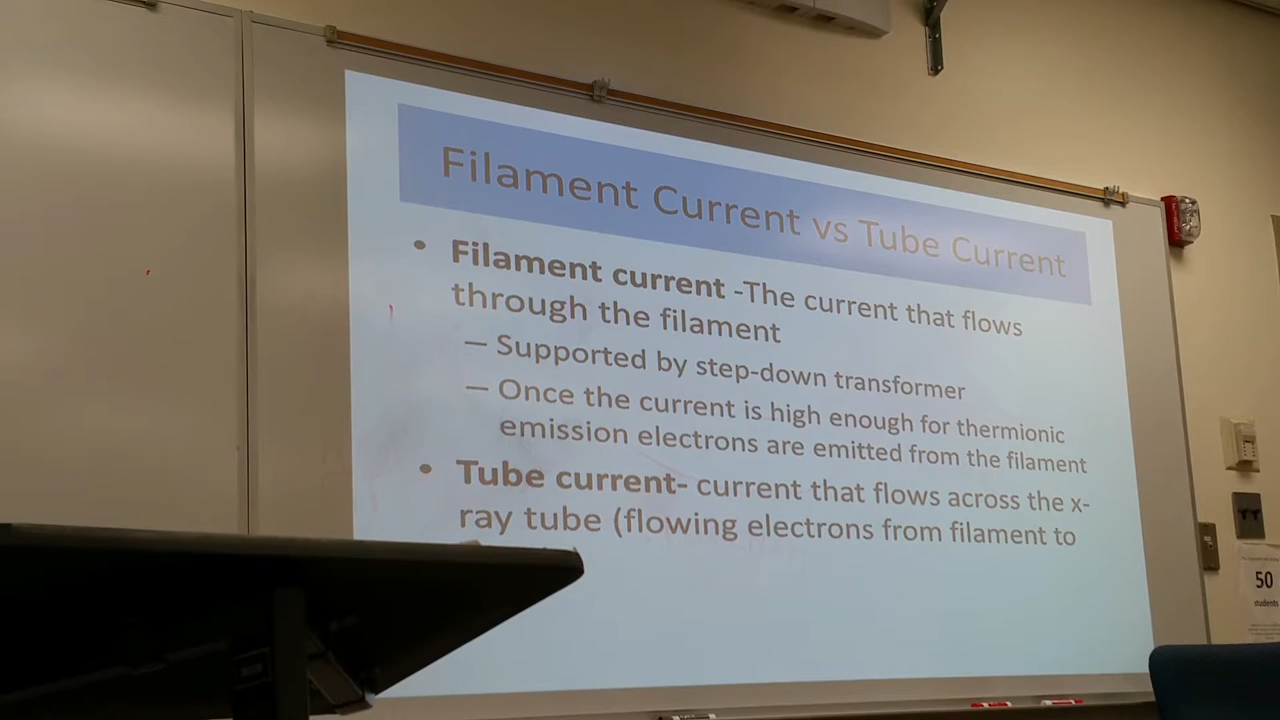 Filament Current vs Tube Current
• Filament current -The current that flows
through the filament
– Supported by step-down transformer
– Once the current is high enough for thermionic
emission electrons are emitted from the filament
• Tube current- current that flows across the x-
ray tube (flowing electrons from filament to
50
students